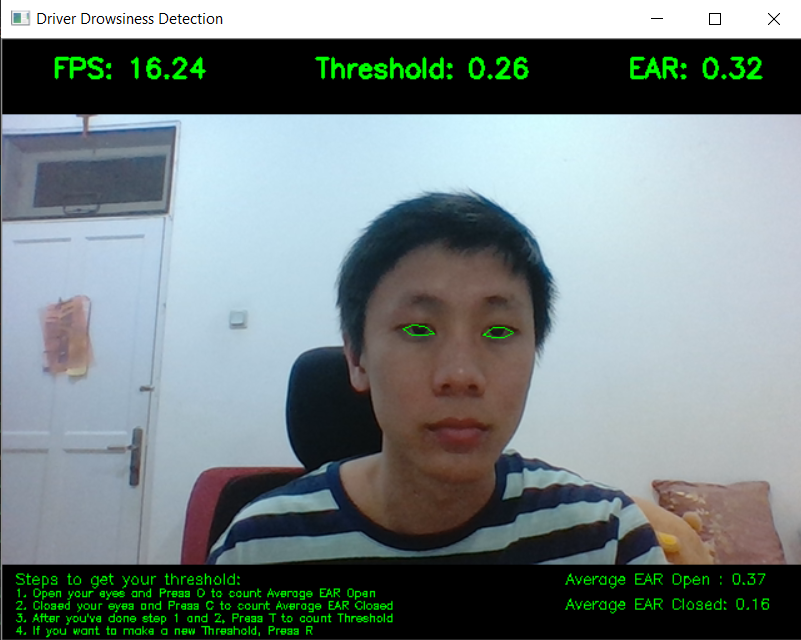 Driver Drowsiness Detection
FPS: 16.24 Threshold: 0.26 EAR: 0.32
Steps to get your threshold:
1. Open your eyes and Press O to count Average EAR Open
2. Closed your eyes and Press C to count Average EAR Closed
3. After you've done step 1 and 2, Press T to count Threshold
4. If you want to make a new Threshold, Press R
Average EAR Open : 0.37
Average EAR Closed: 0.16